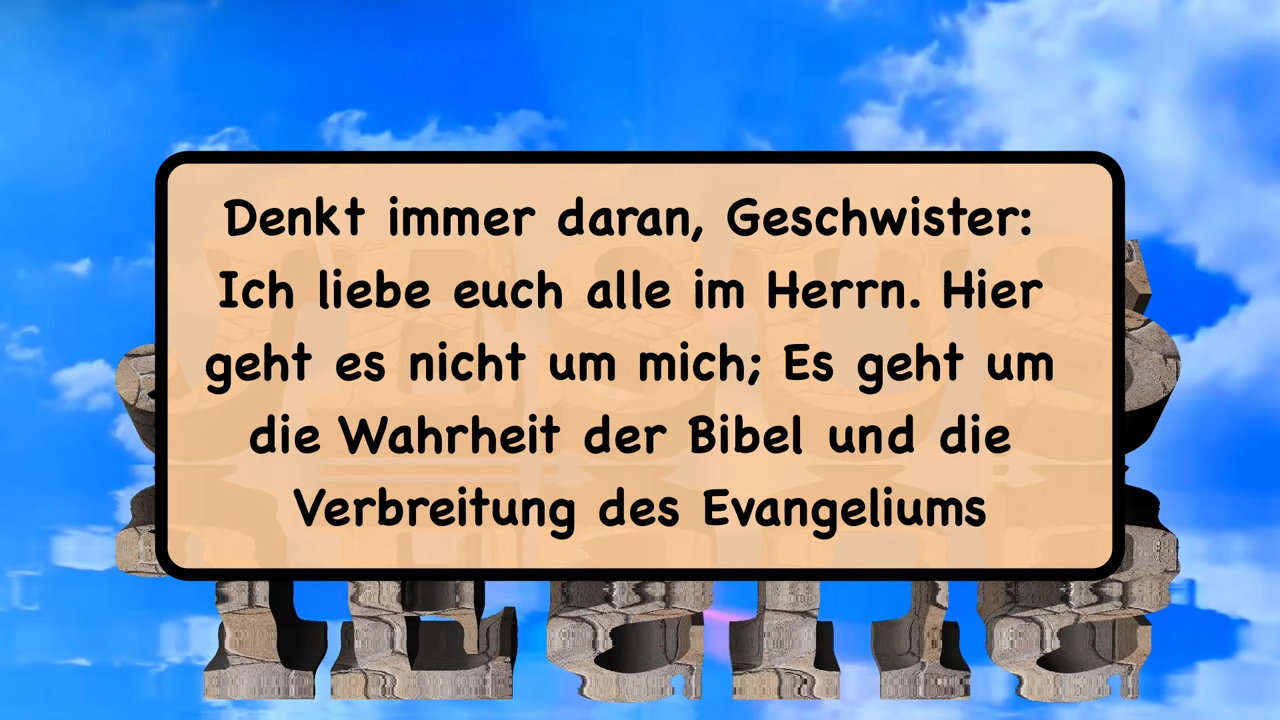 Denkt immer daran, Geschwister:
Ich liebe euch alle im Herrn. Hier
geht es nicht um mich; Es geht um
die Wahrheit der Bibel und die
Verbreitung des Evangeliums